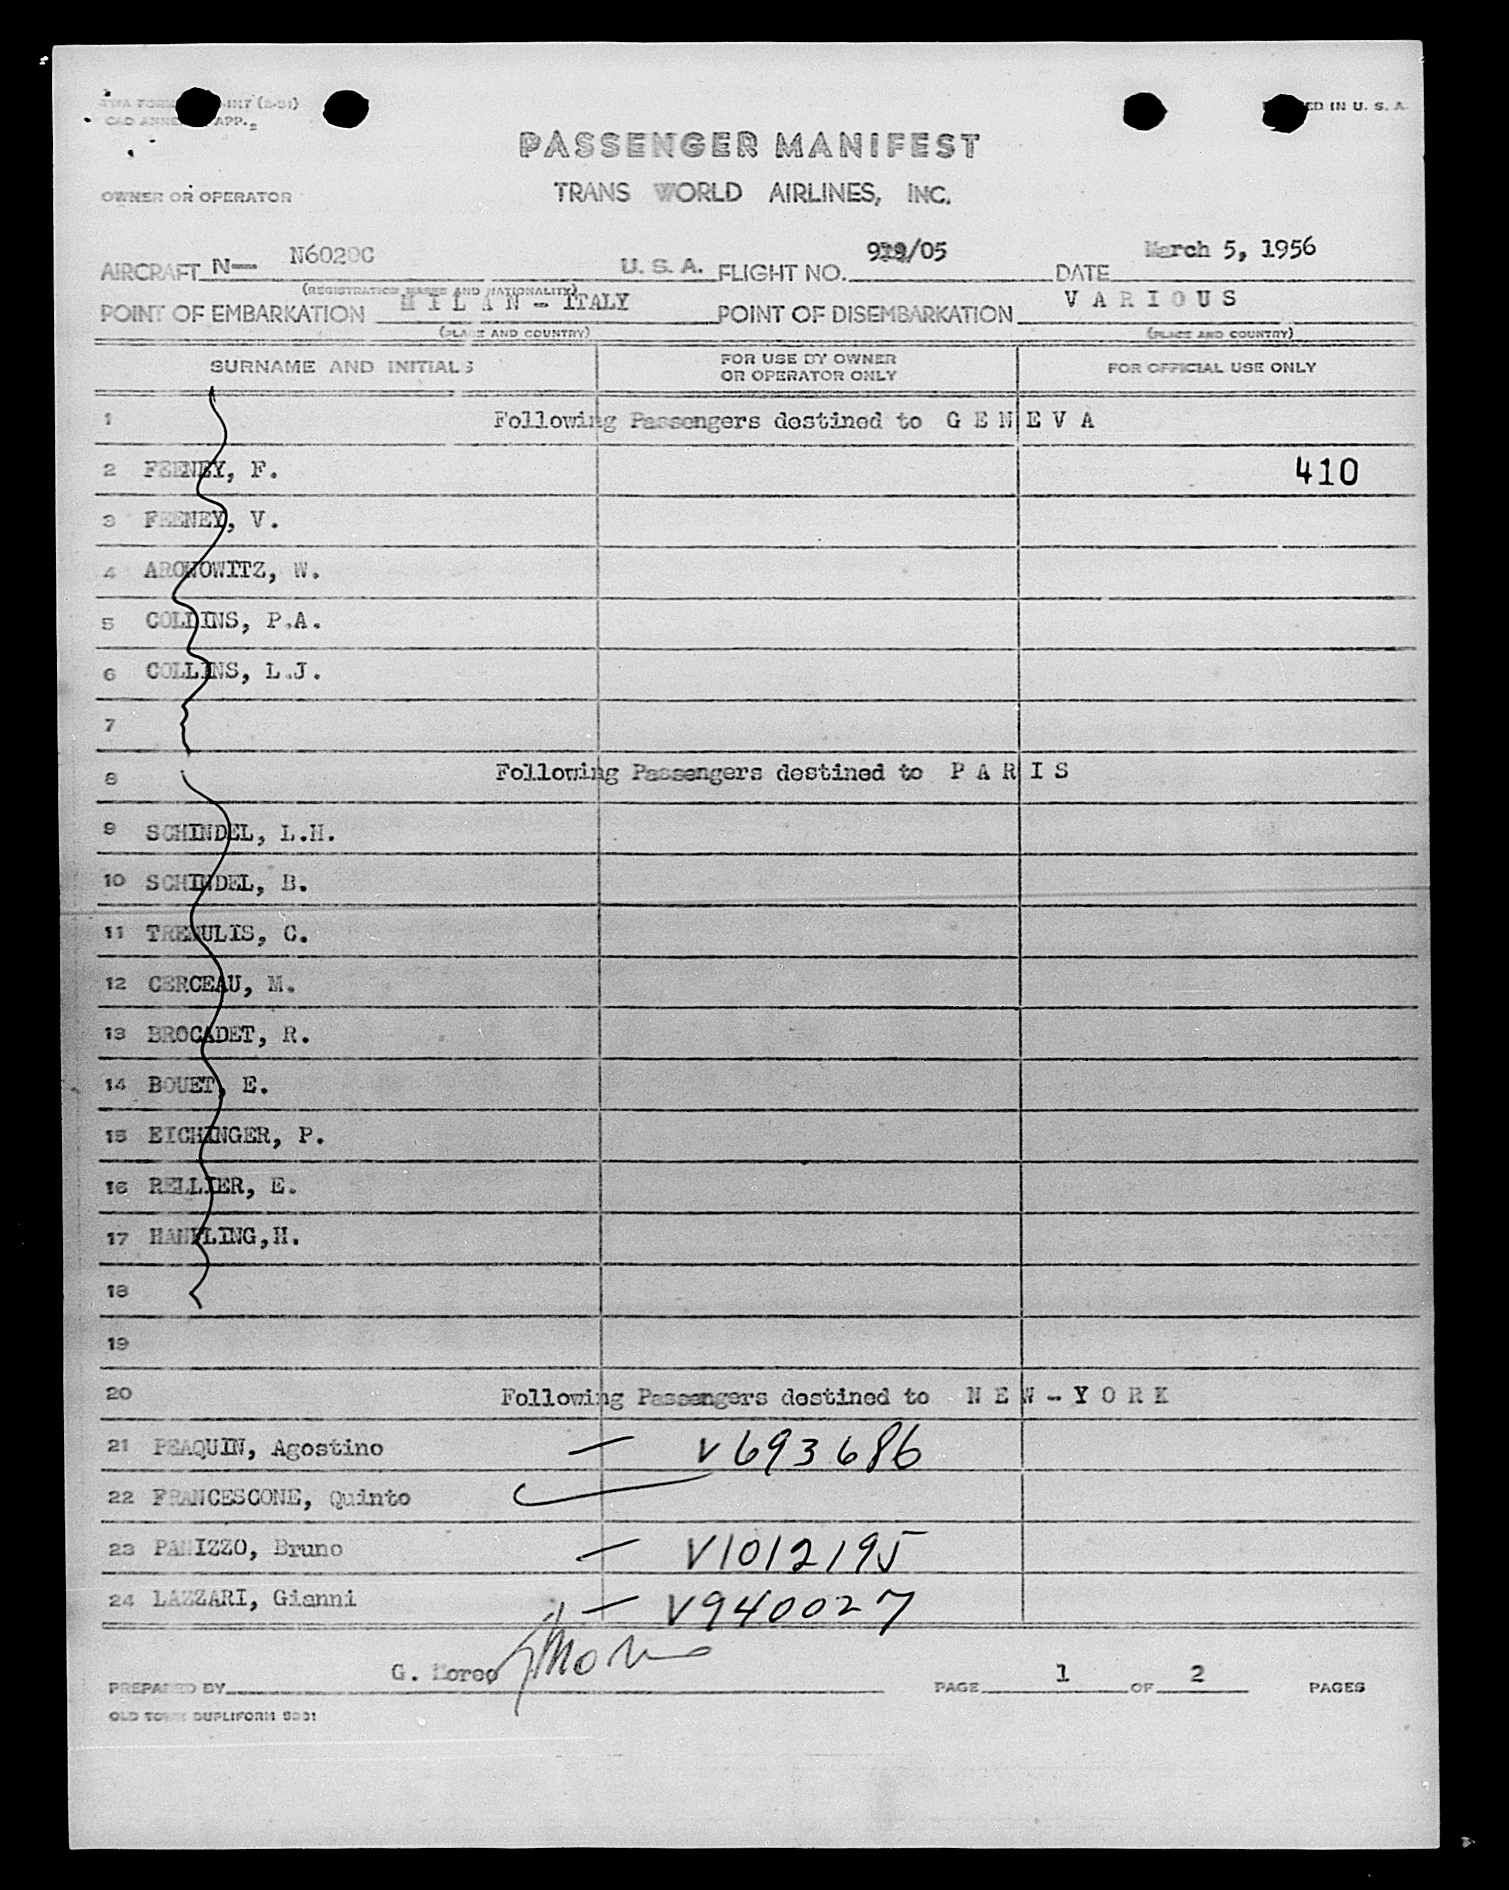 PRINTED IN U. S. A.
PASSENGER MANIFEST
TRANS WORLD AIRLINES, INC.
OWNER OR OPERATOR
AIRCRAFT N-- N6020C U. S. A. FLIGHT NO. /05 DATE March 5, 1956
(REGISTRATION MARKS AND NATIONALITY)
POINT OF EMBARKATION M I L A N - ITALY POINT OF DISEMBARKATION V A R I O U S
(PLACE AND COUNTRY) (PLACE AND COUNTRY)
SURNAME AND INITIALS FOR USE BY OWNER OR OPERATOR ONLY FOR OFFICIAL USE ONLY
1 Following Passengers destined to G E N E V A
2 FEENEY, F. 410
3 FEENEY, V.
4 ARONOWITZ, W.
5 COLLINS, P.A.
6 COLLINS, L.J.
7
8 Following Passengers destined to P A R I S
9 SCHINDEL, L.H.
10 SCHINDEL, B.
11 TREMULIS, C.
12 CERCEAU, M.
13 BROCADET, R.
14 BOUET, E.
15 EICHINGER, P.
16 RELLIER, E.
17 H.
18
19
20 Following Passengers destined to N E W - Y O R K
21 PEAQUIN, Agostino — V693686
22 FRANCESCONE, Quinto
23 PANIZZO, Bruno — V1012195
24 LAZZARI, Gianni — V940027
PREPARED BY G. PAGE 1 OF 2 PAGES
OLD TOWN DUPLIFORM